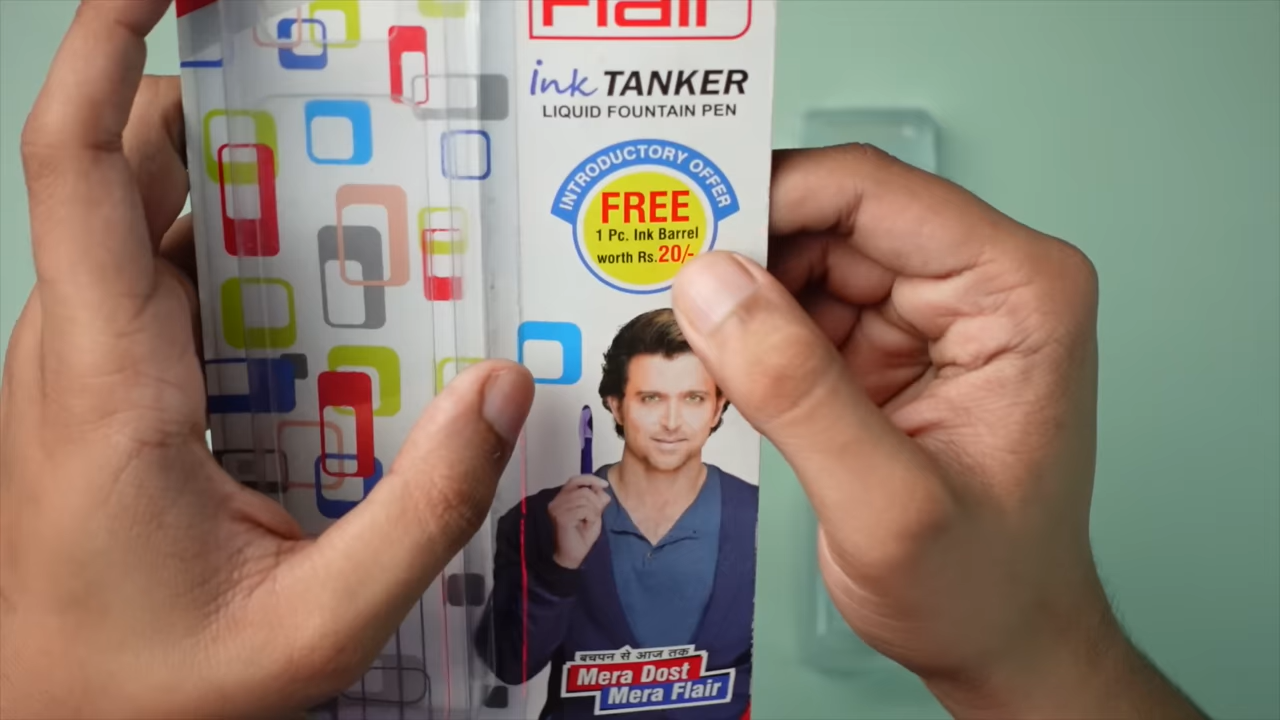 Flair
ink TANKER
LIQUID FOUNTAIN PEN
INTRODUCTORY OFFER
FREE
1 Pc. Ink Barrel
worth Rs.20/-
बचपन से आज तक
Mera Dost
Mera Flair